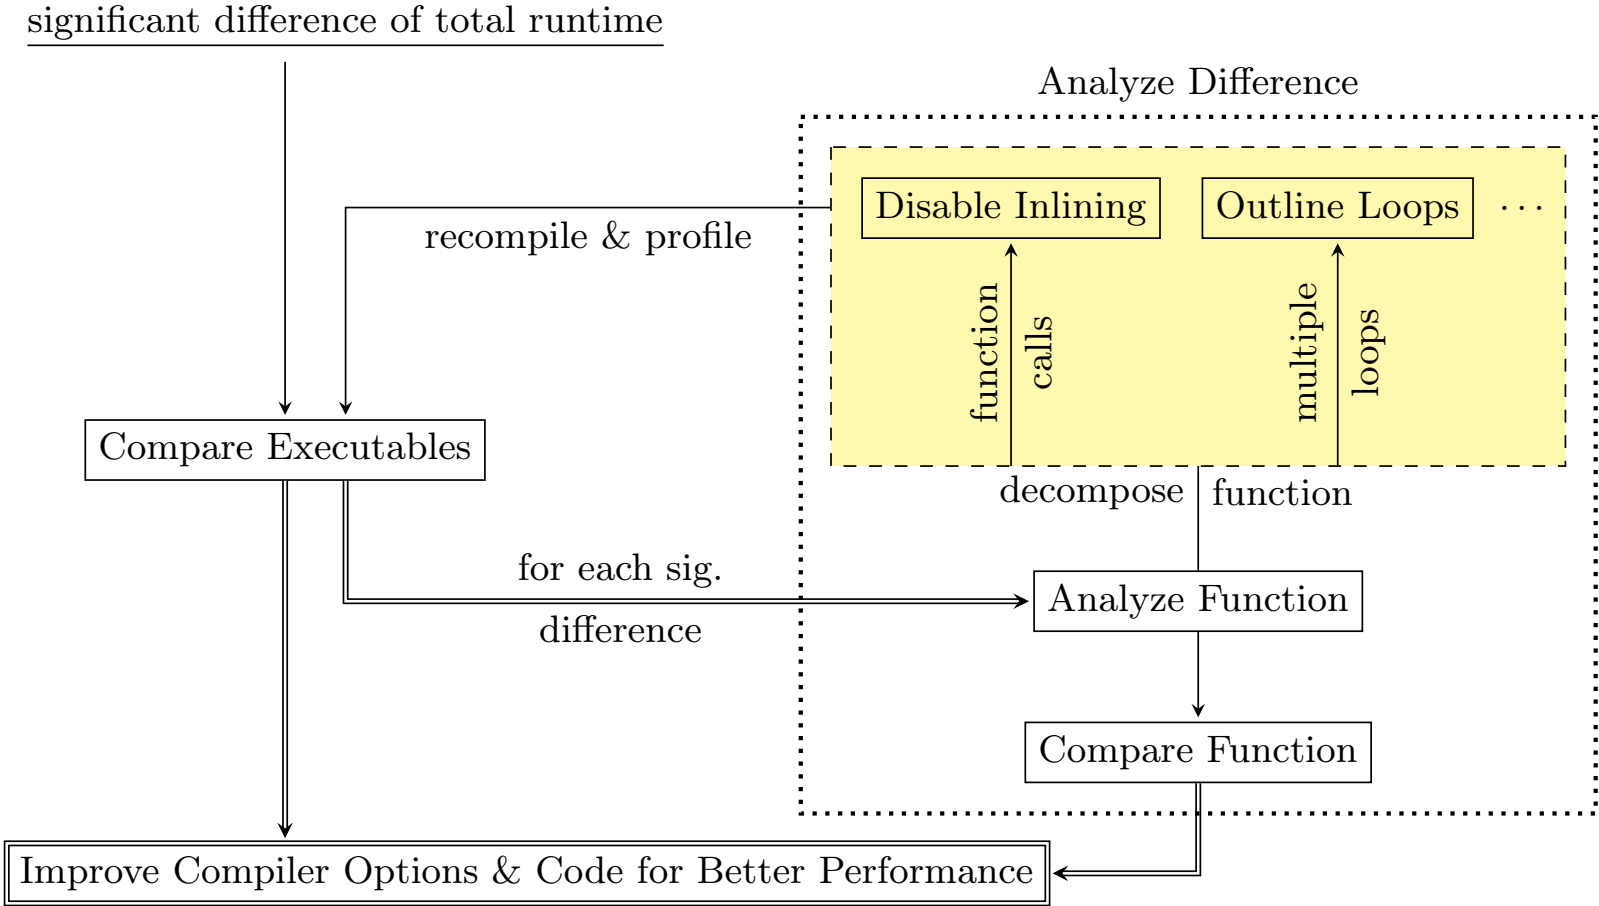 significant difference of total runtime
Analyze Difference
Disable Inlining
Outline Loops
...
recompile & profile
function
calls
multiple
loops
Compare Executables
decompose
function
for each sig.
difference
Analyze Function
Compare Function
Improve Compiler Options & Code for Better Performance